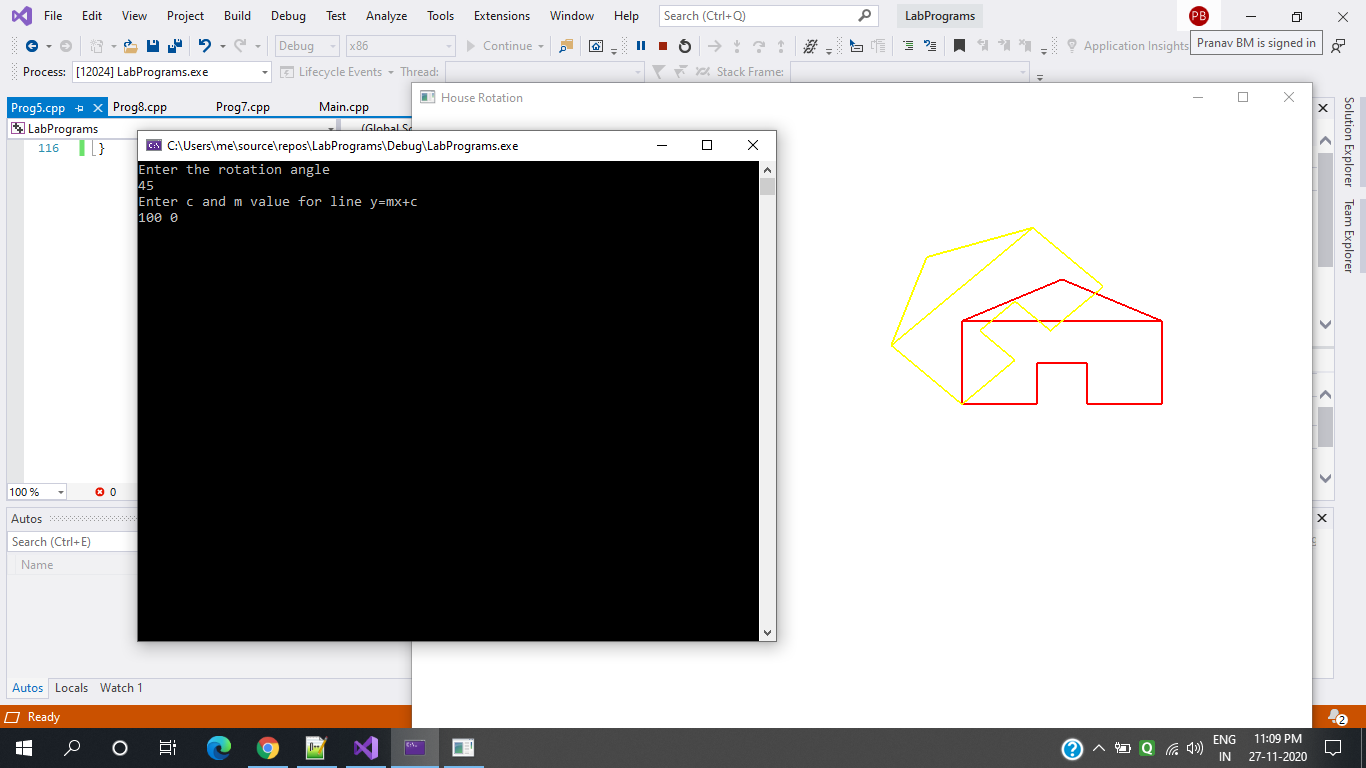 File Edit View Project Build Debug Test Analyze Tools Extensions Window Help Search (Ctrl+Q) LabPrograms PB
Debug x86 Continue Application Insights
Pranav BM is signed in
Process: [12024] LabPrograms.exe Lifecycle Events Thread: Stack Frame:
Prog5.cpp Prog8.cpp Prog7.cpp Main.cpp
House Rotation
LabPrograms
C:\Users\me\source\repos\LabPrograms\Debug\LabPrograms.exe
116 }
Enter the rotation angle
45
Enter c and m value for line y=mx+c
100 0
Solution Explorer
Team Explorer
100 % 0
Autos
Search (Ctrl+E)
Name
Autos Locals Watch 1
Ready
2
ENG
IN
11:09 PM
27-11-2020